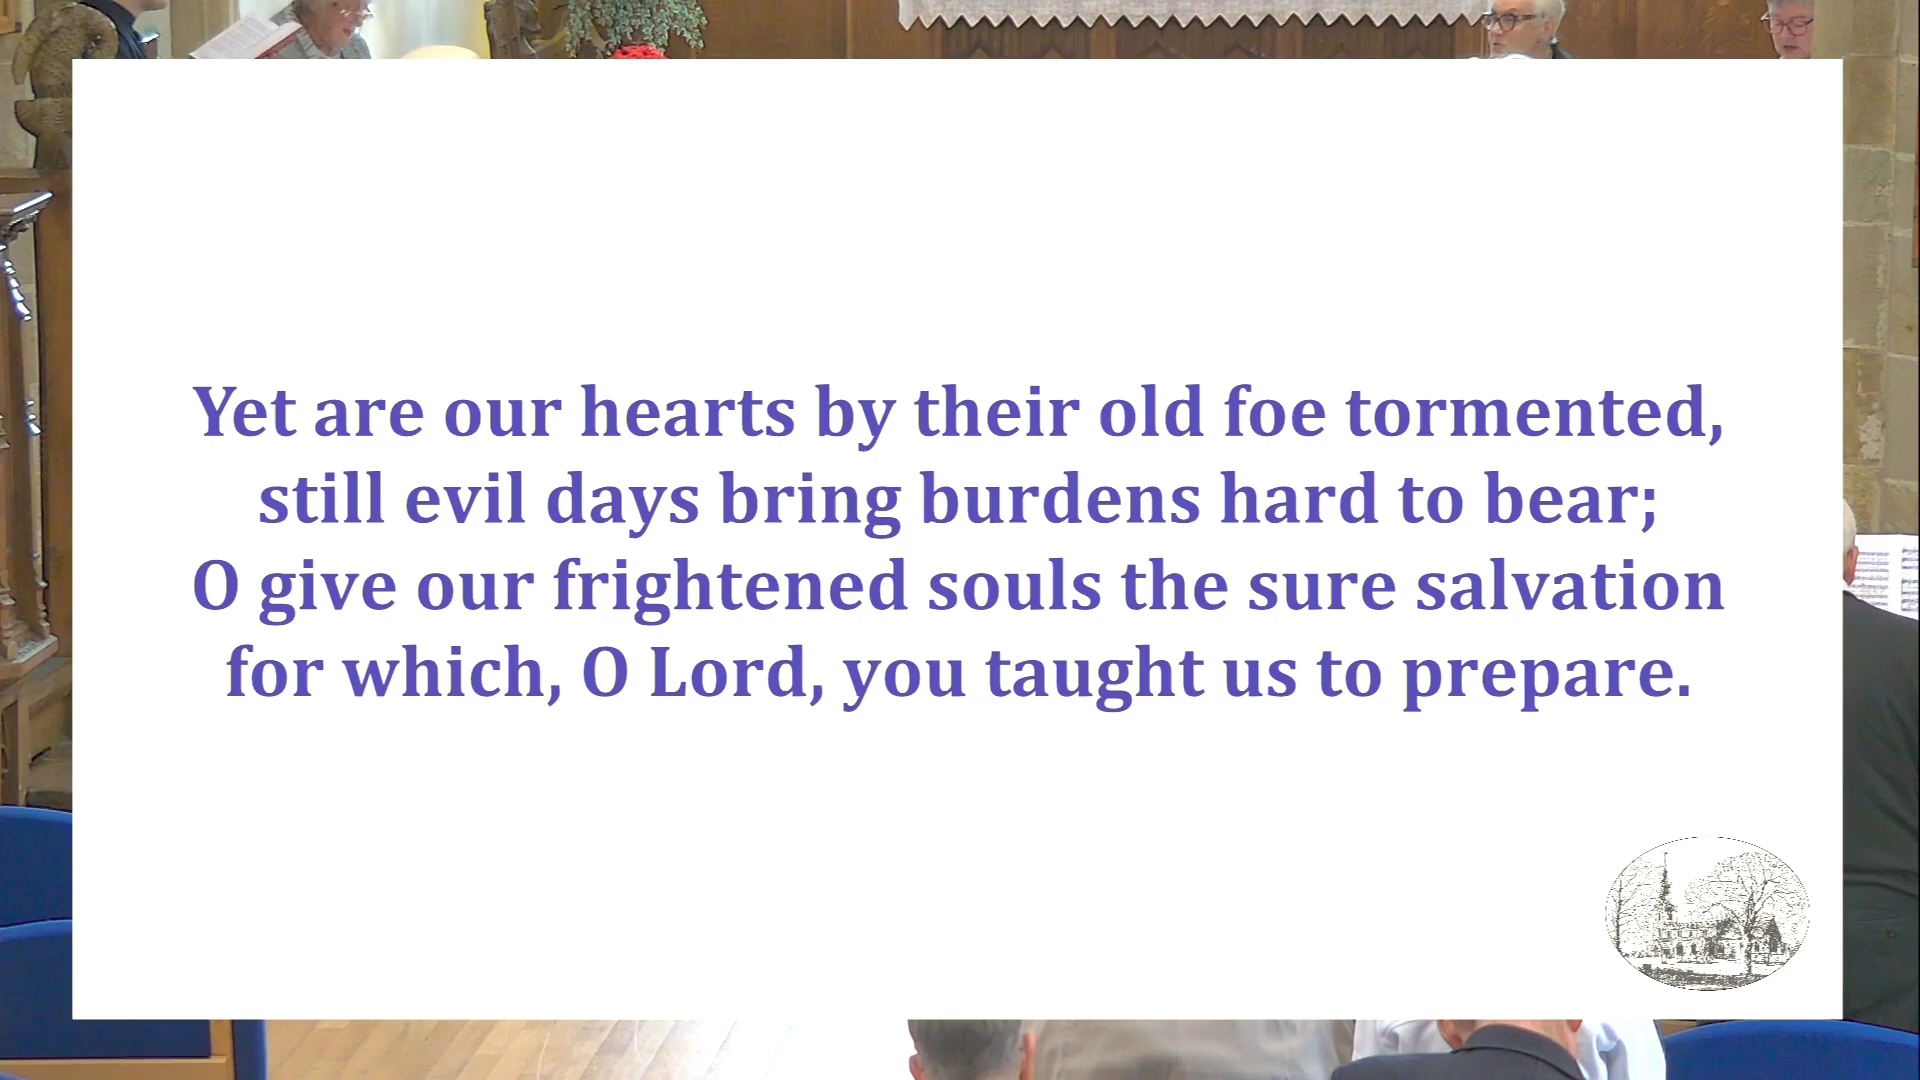 Yet are our hearts by their old foe tormented,
still evil days bring burdens hard to bear;
O give our frightened souls the sure salvation
for which, O Lord, you taught us to prepare.